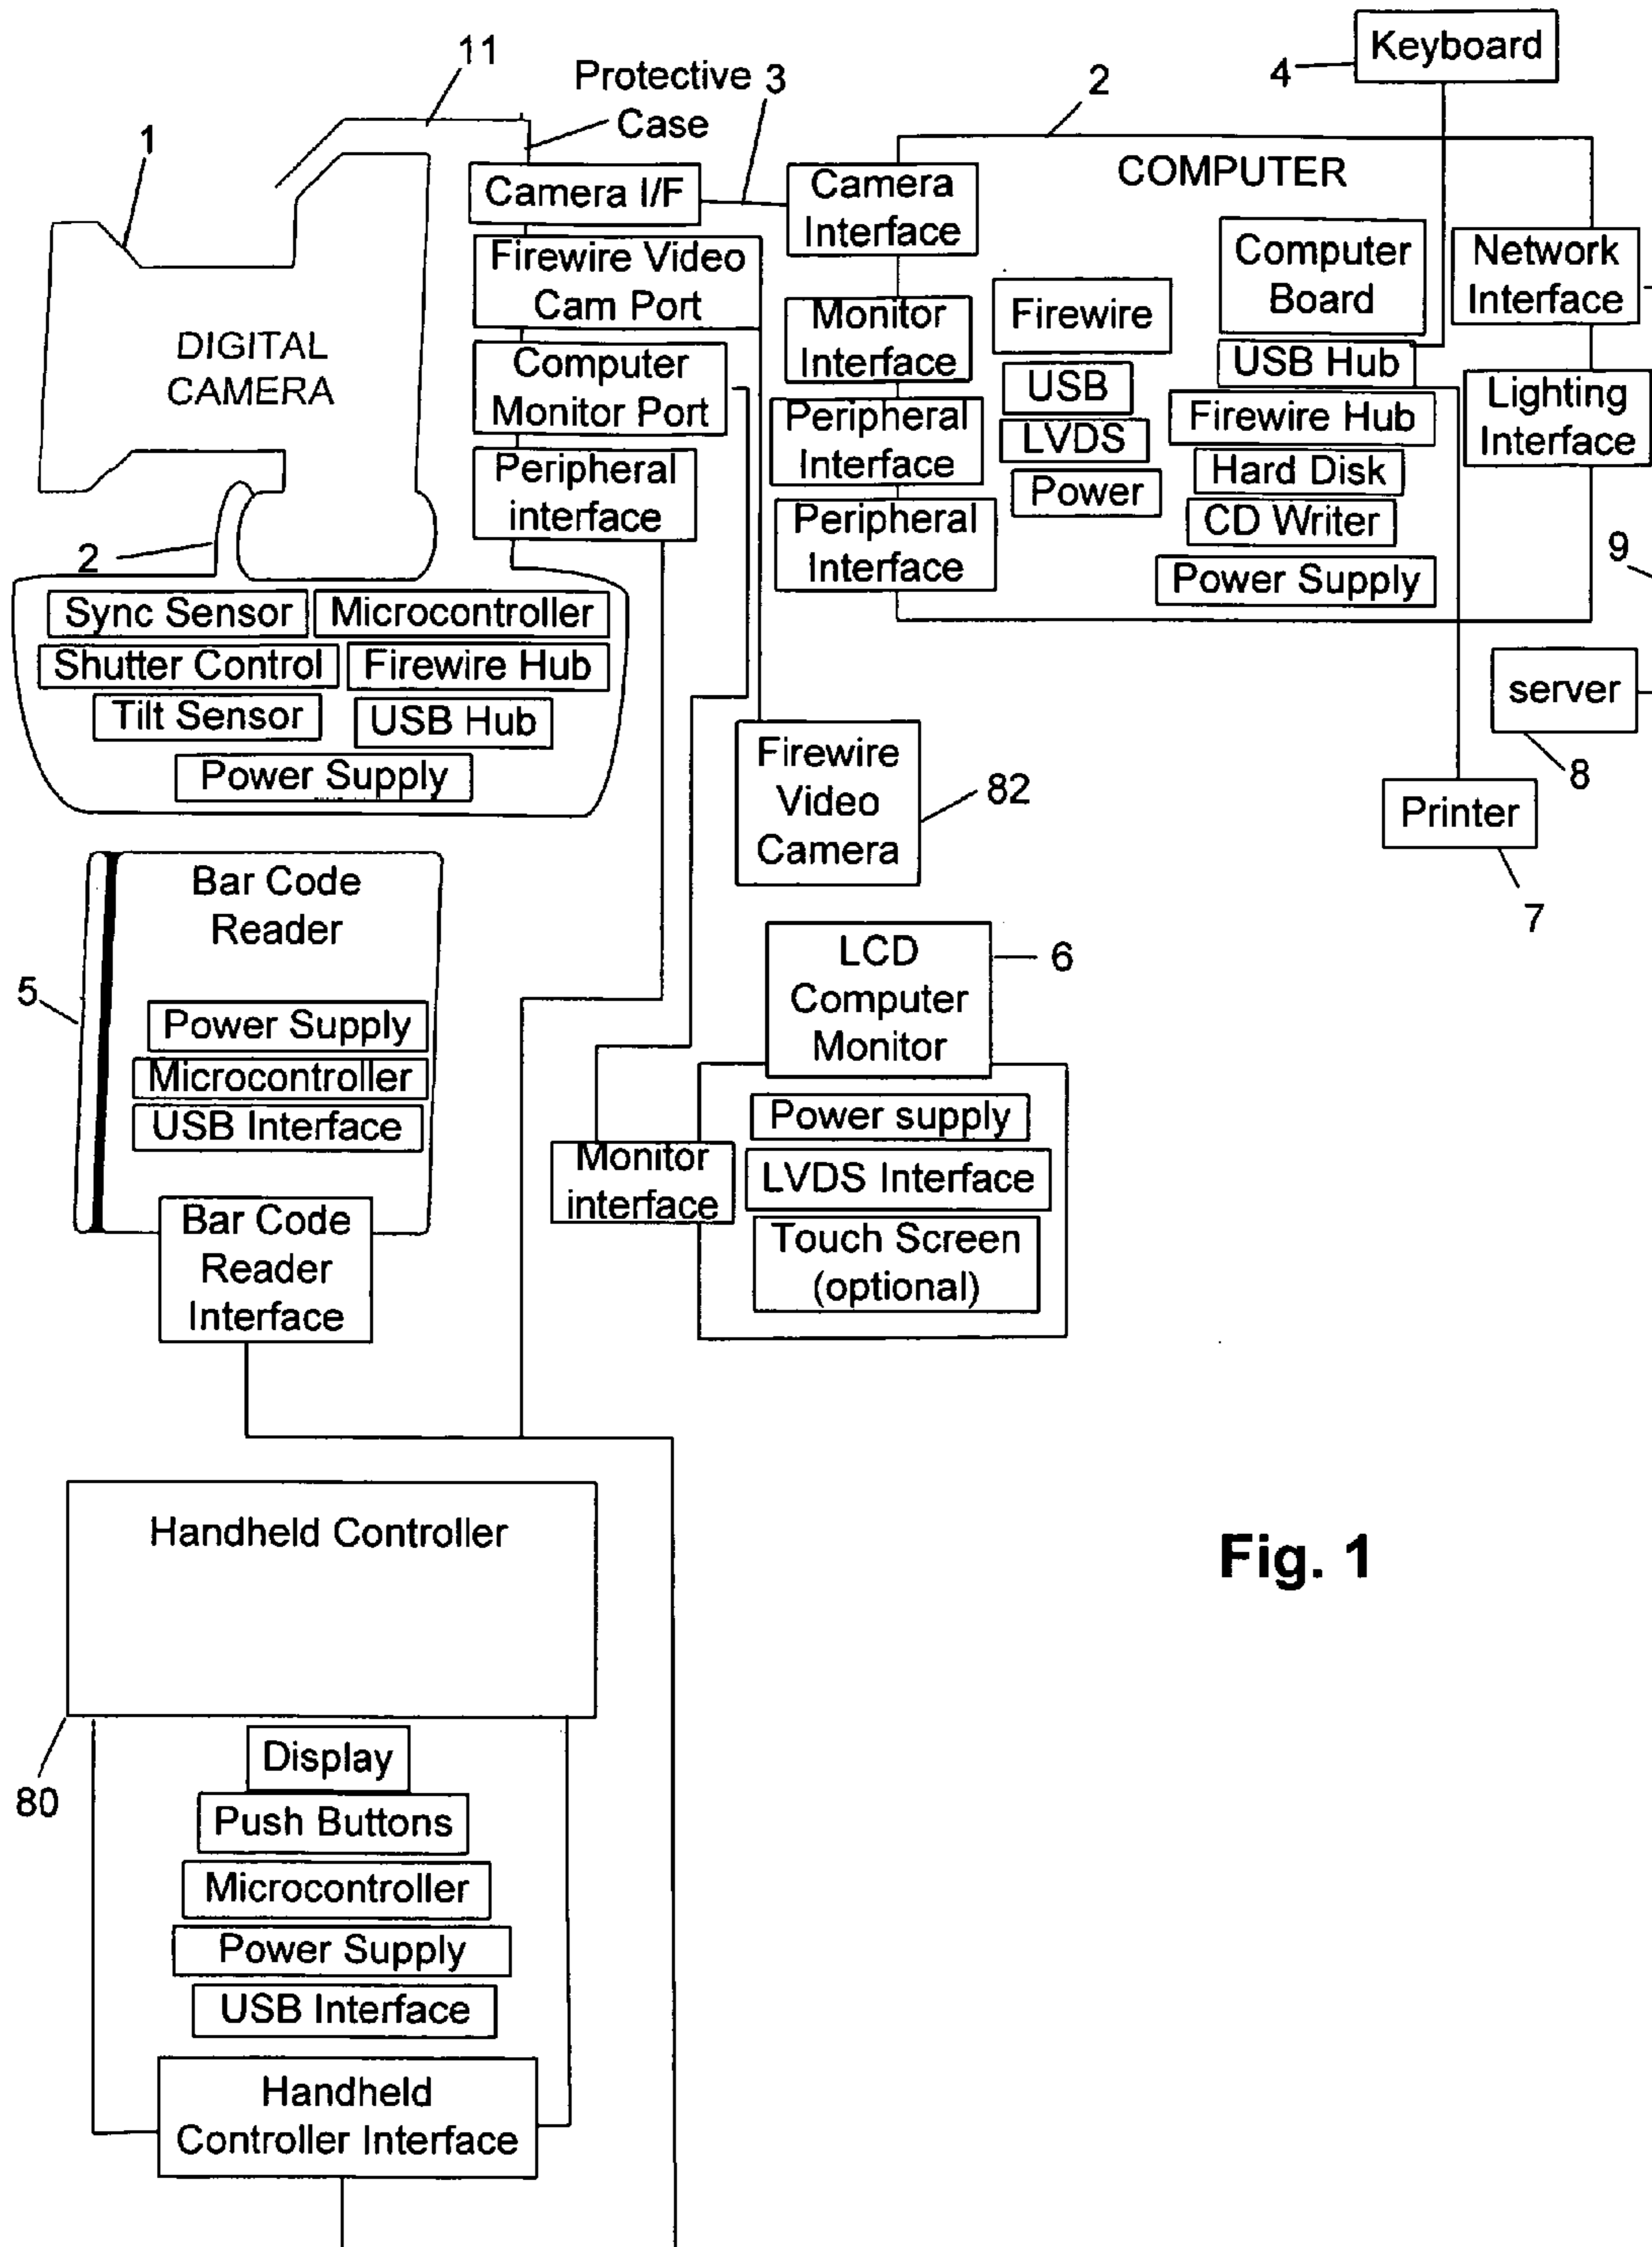 11
Protective
Case
3
2
4
Keyboard
1
Camera I/F
Camera
Interface
COMPUTER
Firewire Video
Cam Port
Computer
Board
Network
Interface
DIGITAL
CAMERA
Monitor
Interface
Firewire
USB Hub
Computer
Monitor Port
USB
Lighting
Interface
Peripheral
Interface
LVDS
Firewire Hub
Peripheral
interface
Power
Hard Disk
Peripheral
Interface
CD Writer
2
Power Supply
9
Sync Sensor
Microcontroller
Shutter Control
Firewire Hub
Tilt Sensor
USB Hub
Power Supply
server
8
Firewire
Video
Camera
82
Printer
7
Bar Code
Reader
5
Power Supply
Microcontroller
USB Interface
Bar Code
Reader
Interface
LCD
Computer
Monitor
6
Power supply
Monitor
interface
LVDS Interface
Touch Screen
(optional)
Handheld Controller
80
Display
Push Buttons
Microcontroller
Power Supply
USB Interface
Handheld
Controller Interface
Fig. 1